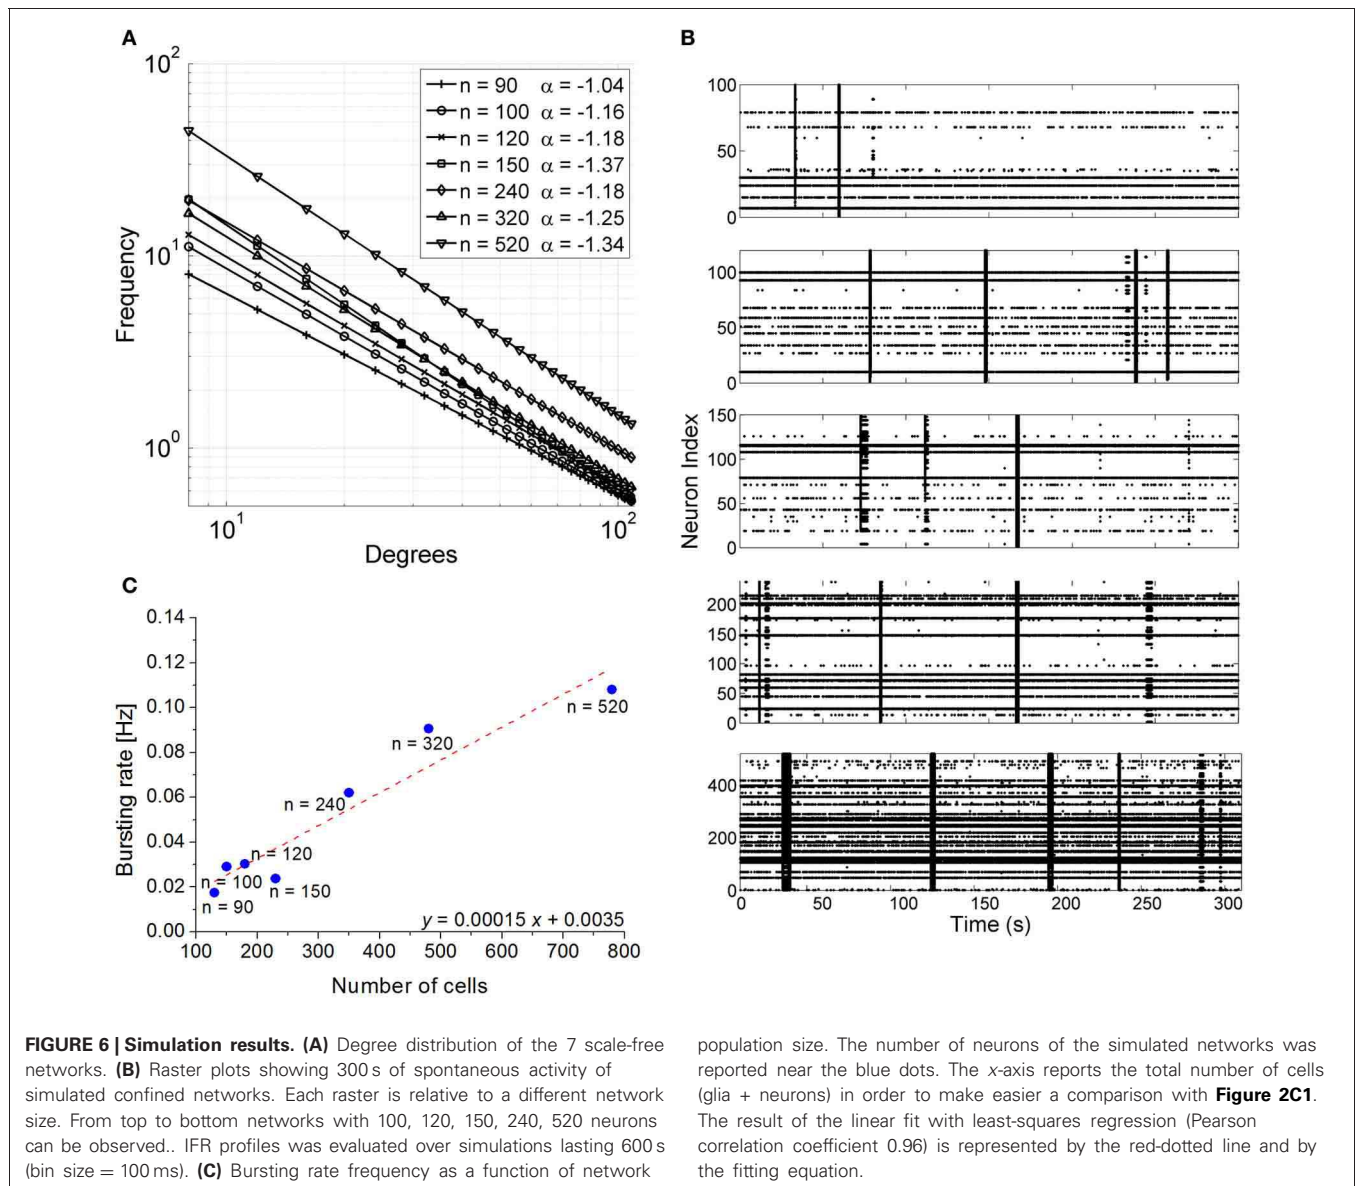 A
10^2
10^1
10^0
Frequency
10^1
10^2
Degrees
n = 90 α = -1.04
n = 100 α = -1.16
n = 120 α = -1.18
n = 150 α = -1.37
n = 240 α = -1.18
n = 320 α = -1.25
n = 520 α = -1.34
B
100
50
0
100
50
0
150
100
50
0
200
150
100
50
0
400
200
0
Neuron Index
0 50 100 150 200 250 300
Time (s)
C
0.14
0.12
0.10
0.08
0.06
0.04
0.02
0.00
Bursting rate [Hz]
n = 520
n = 320
n = 240
n = 120
n = 100
n = 150
n = 90
y = 0.00015 x + 0.0035
100 200 300 400 500 600 700 800
Number of cells
FIGURE 6 | Simulation results. (A) Degree distribution of the 7 scale-free
networks. (B) Raster plots showing 300 s of spontaneous activity of
simulated confined networks. Each raster is relative to a different network
size. From top to bottom networks with 100, 120, 150, 240, 520 neurons
can be observed.. IFR profiles was evaluated over simulations lasting 600 s
(bin size = 100 ms). (C) Bursting rate frequency as a function of network
population size. The number of neurons of the simulated networks was
reported near the blue dots. The x-axis reports the total number of cells
(glia + neurons) in order to make easier a comparison with Figure 2C1.
The result of the linear fit with least-squares regression (Pearson
correlation coefficient 0.96) is represented by the red-dotted line and by
the fitting equation.